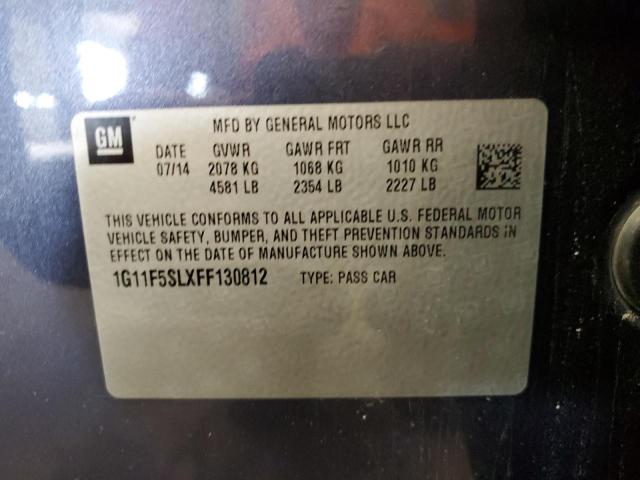 GM
MFD BY GENERAL MOTORS LLC
DATE GVWR GAWR FRT GAWR RR
07/14 2078 KG 1068 KG 1010 KG
4581 LB 2354 LB 2227 LB
THIS VEHICLE CONFORMS TO ALL APPLICABLE U.S. FEDERAL MOTOR
VEHICLE SAFETY, BUMPER, AND THEFT PREVENTION STANDARDS IN
EFFECT ON THE DATE OF MANUFACTURE SHOWN ABOVE.
1G11F5SLXFF130812 TYPE: PASS CAR